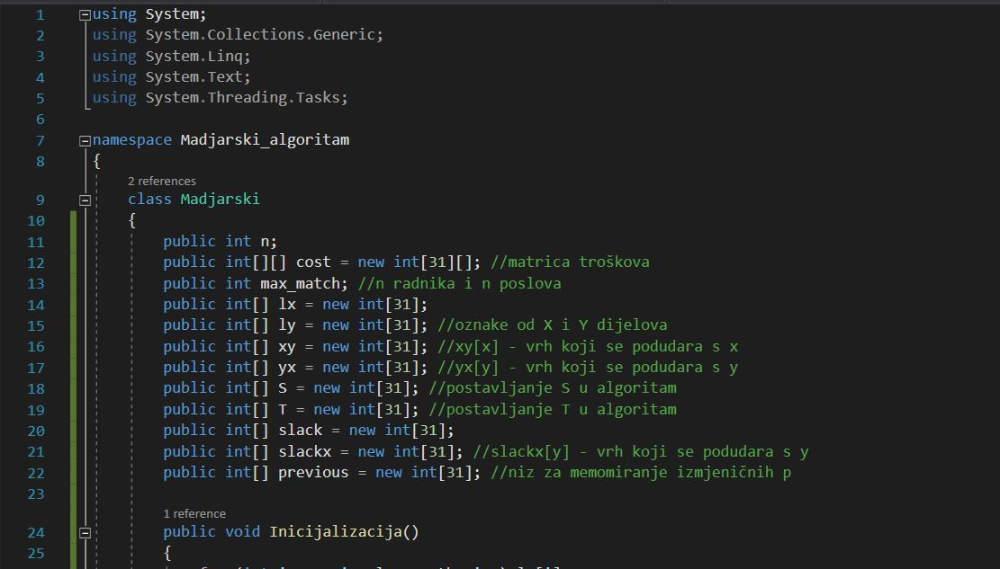 1 using System;
2 using System.Collections.Generic;
3 using System.Linq;
4 using System.Text;
5 using System.Threading.Tasks;
6
7 namespace Madjarski_algoritam
8 {
2 references
9 class Madjarski
10 {
11 public int n;
12 public int[][] cost = new int[31][]; //matrica troškova
13 public int max_match; //n radnika i n poslova
14 public int[] lx = new int[31];
15 public int[] ly = new int[31]; //oznake od X i Y dijelova
16 public int[] xy = new int[31]; //xy[x] - vrh koji se podudara s x
17 public int[] yx = new int[31]; //yx[y] - vrh koji se podudara s y
18 public int[] S = new int[31]; //postavljanje S u algoritam
19 public int[] T = new int[31]; //postavljanje T u algoritam
20 public int[] slack = new int[31];
21 public int[] slackx = new int[31]; //slackx[y] - vrh koji se podudara s y
22 public int[] previous = new int[31]; //niz za memomiranje izmjeničnih p
23
1 reference
24 public void Inicijalizacija()
25 {